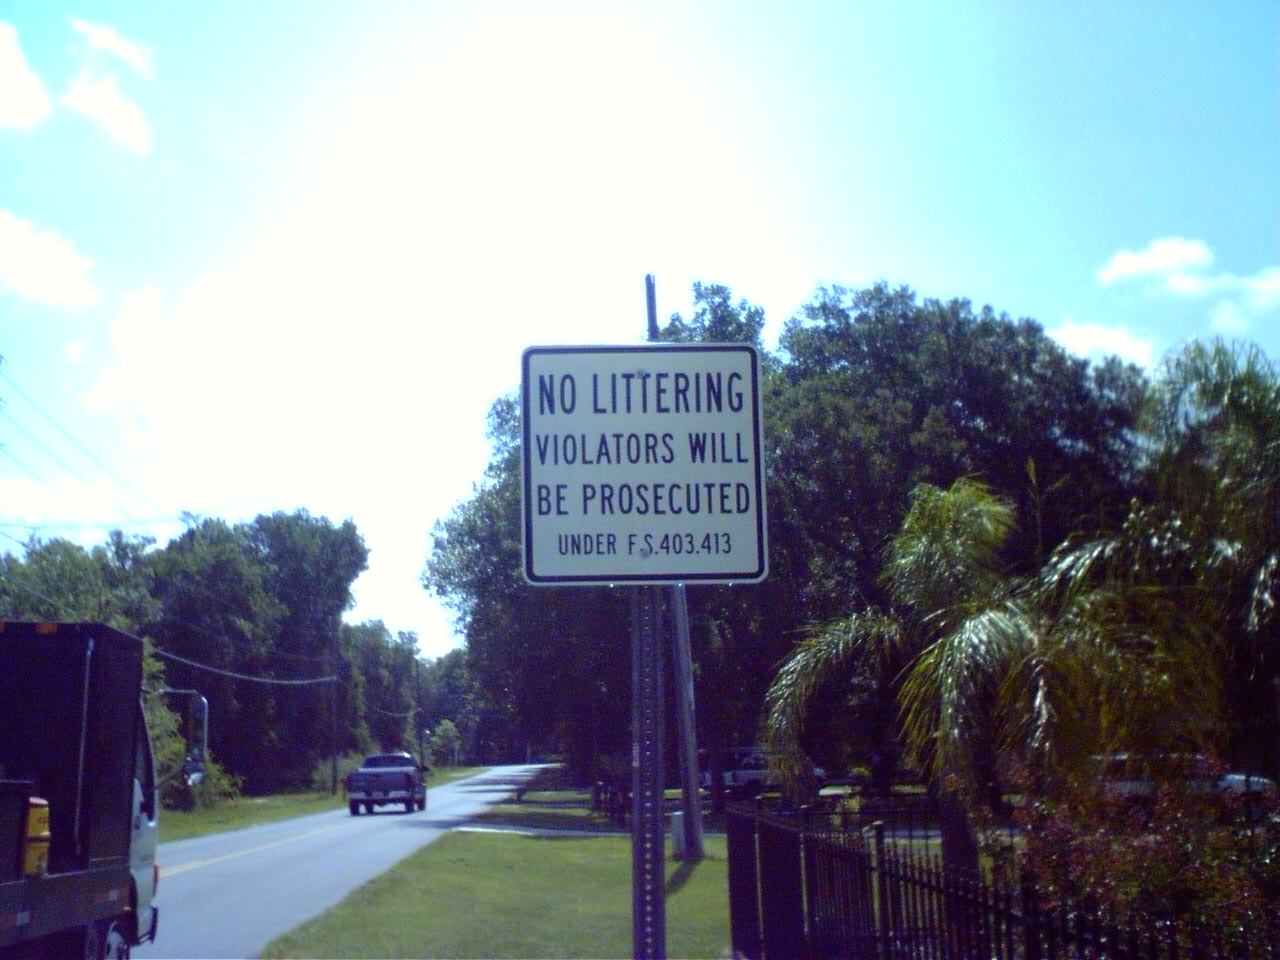 NO LITTERING
VIOLATORS WILL
BE PROSECUTED
UNDER F.S.403.413